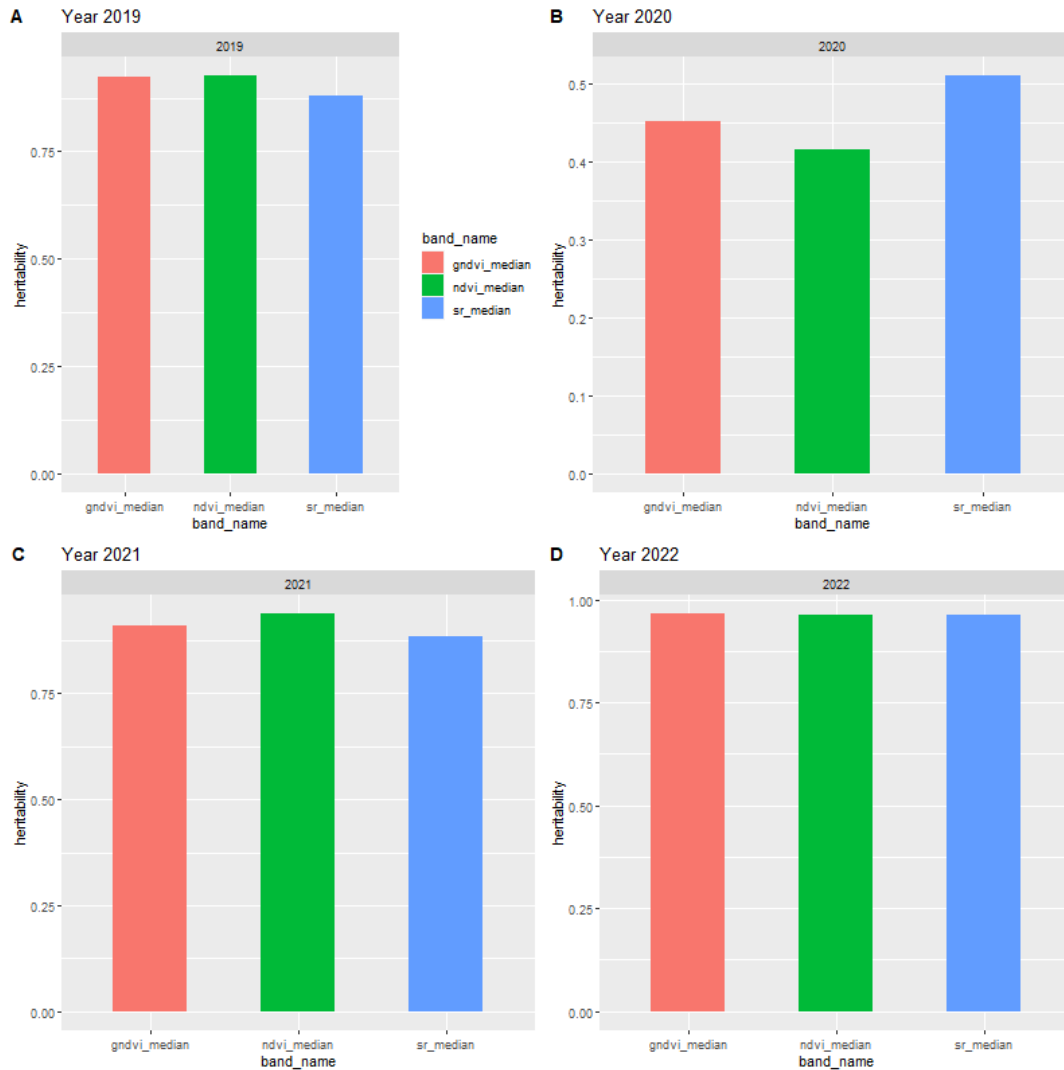 A Year 2019
2019
heritability
0.75
0.50
0.25
0.00
gndvi_median ndvi_median sr_median
band_name
band_name
gndvi_median
ndvi_median
sr_median
B Year 2020
2020
heritability
0.5
0.4
0.3
0.2
0.1
0.0
gndvi_median ndvi_median sr_median
band_name
C Year 2021
2021
heritability
0.75
0.50
0.25
0.00
gndvi_median ndvi_median sr_median
band_name
D Year 2022
2022
heritability
1.00
0.75
0.50
0.25
0.00
gndvi_median ndvi_median sr_median
band_name